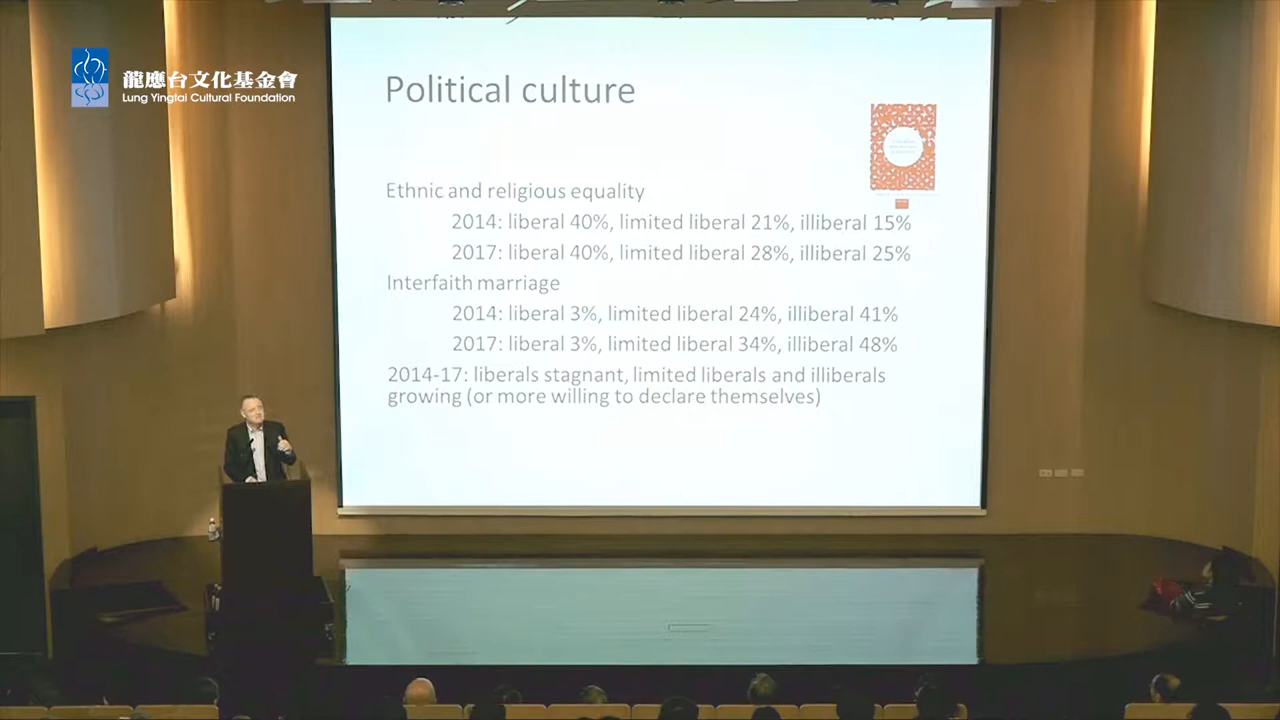 龍應台文化基金會
Lung Yingtai Cultural Foundation
Political culture
Ethnic and religious equality
2014: liberal 40%, limited liberal 21%, illiberal 15%
2017: liberal 40%, limited liberal 28%, illiberal 25%
Interfaith marriage
2014: liberal 3%, limited liberal 24%, illiberal 41%
2017: liberal 3%, limited liberal 34%, illiberal 48%
2014-17: liberals stagnant, limited liberals and illiberals
growing (or more willing to declare themselves)